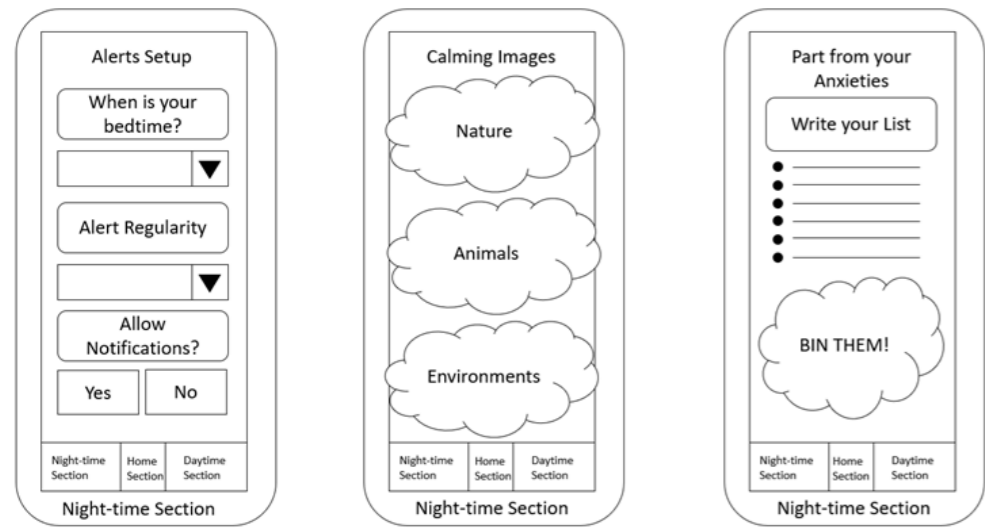 Alerts Setup
When is your
bedtime?
Alert Regularity
Allow
Notifications?
Yes
No
Night-time
Section
Home
Section
Daytime
Section
Night-time Section
Calming Images
Nature
Animals
Environments
Night-time
Section
Home
Section
Daytime
Section
Night-time Section
Part from your
Anxieties
Write your List
BIN THEM!
Night-time
Section
Home
Section
Daytime
Section
Night-time Section